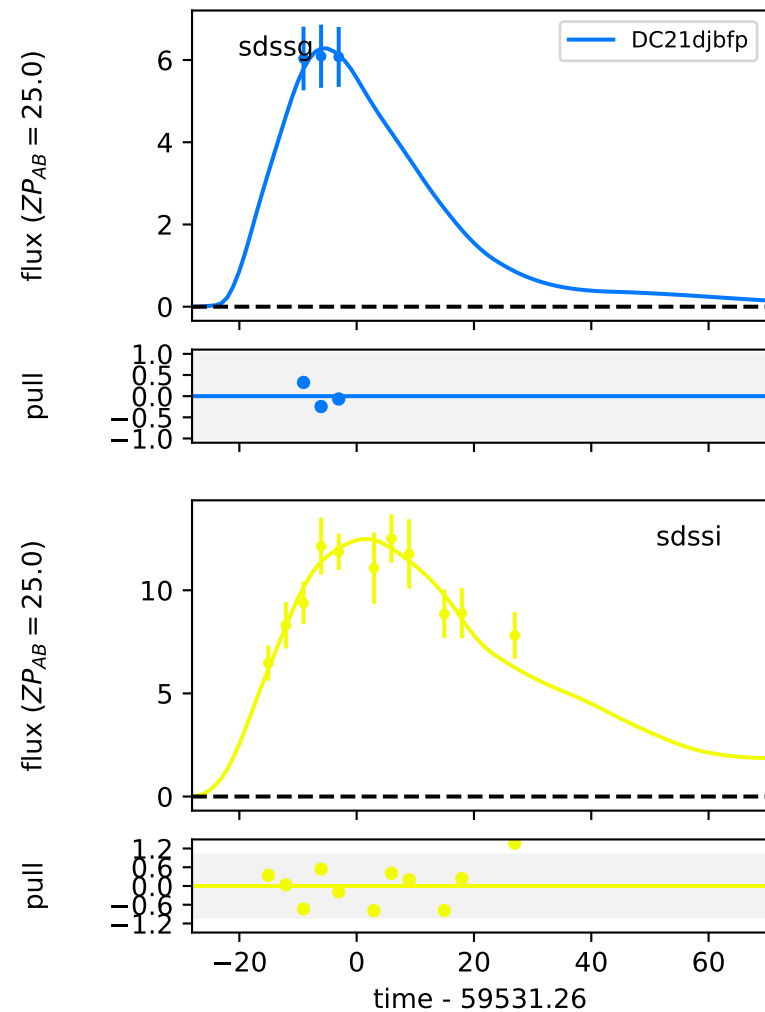 sdssg
DC21djbfp
flux (ZP_AB = 25.0)
6
4
2
0
pull
1.0
0.5
0.0
−0.5
−1.0
sdssi
flux (ZP_AB = 25.0)
10
5
0
pull
1.2
0.6
0.0
−0.6
−1.2
−20 0 20 40 60
time - 59531.26